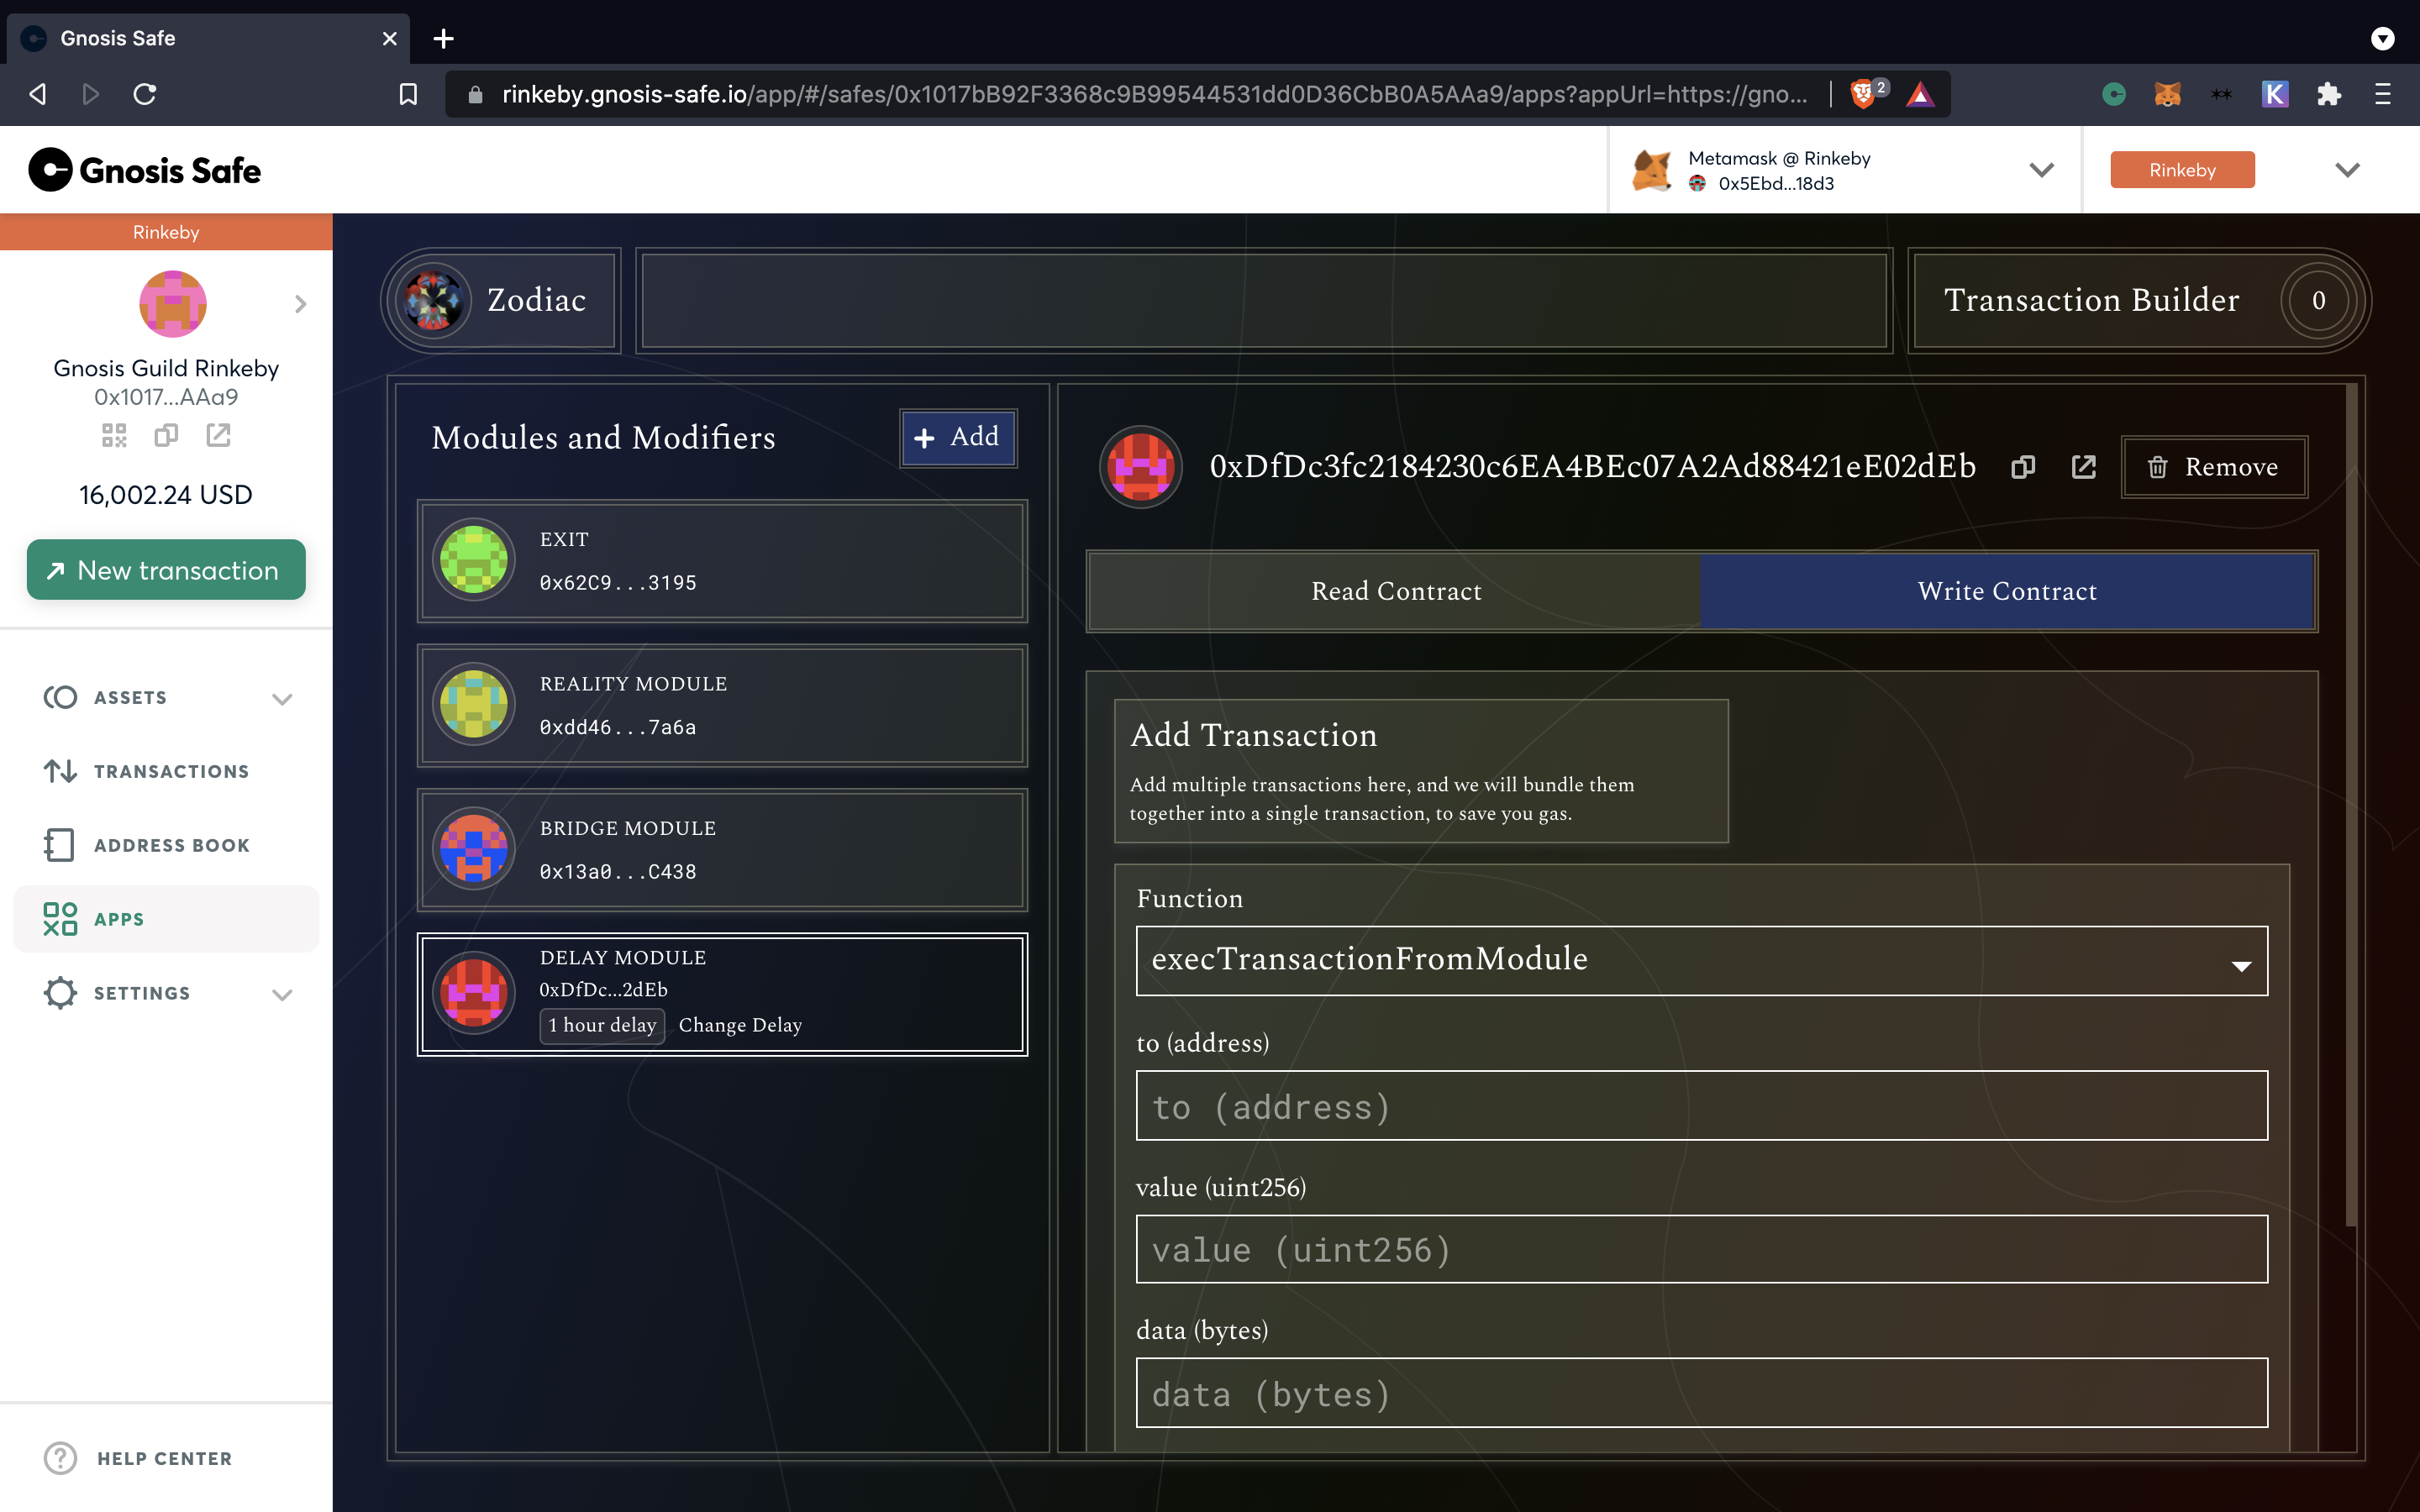 Gnosis Safe
rinkeby.gnosis-safe.io/app/#/safes/0x1017bB92F3368c9B99544531dd0D36CbB0A5AAa9/apps?appUrl=https://gno...
2
K
Gnosis Safe
Metamask @ Rinkeby
0x5Ebd...18d3
Rinkeby
Rinkeby
Gnosis Guild Rinkeby
0x1017...AAa9
16,002.24 USD
New transaction
ASSETS
TRANSACTIONS
ADDRESS BOOK
APPS
SETTINGS
HELP CENTER
Zodiac
Transaction Builder
0
Modules and Modifiers
+ Add
EXIT
0x62C9...3195
REALITY MODULE
0xdd46...7a6a
BRIDGE MODULE
0x13a0...C438
DELAY MODULE
0xDfDc...2dEb
1 hour delay Change Delay
0xDfDc3fc2184230c6EA4BEc07A2Ad88421eE02dEb
Remove
Read Contract
Write Contract
Add Transaction
Add multiple transactions here, and we will bundle them
together into a single transaction, to save you gas.
Function
execTransactionFromModule
to (address)
to (address)
value (uint256)
value (uint256)
data (bytes)
data (bytes)